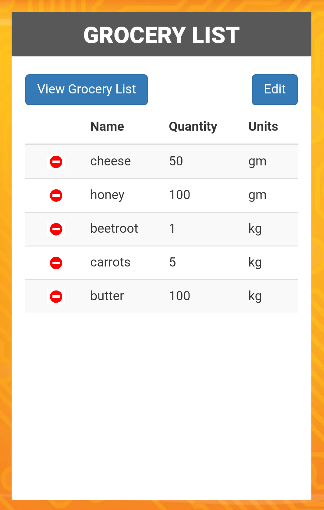 GROCERY LIST
View Grocery List Edit
Name Quantity Units
cheese 50 gm
honey 100 gm
beetroot 1 kg
carrots 5 kg
butter 100 kg